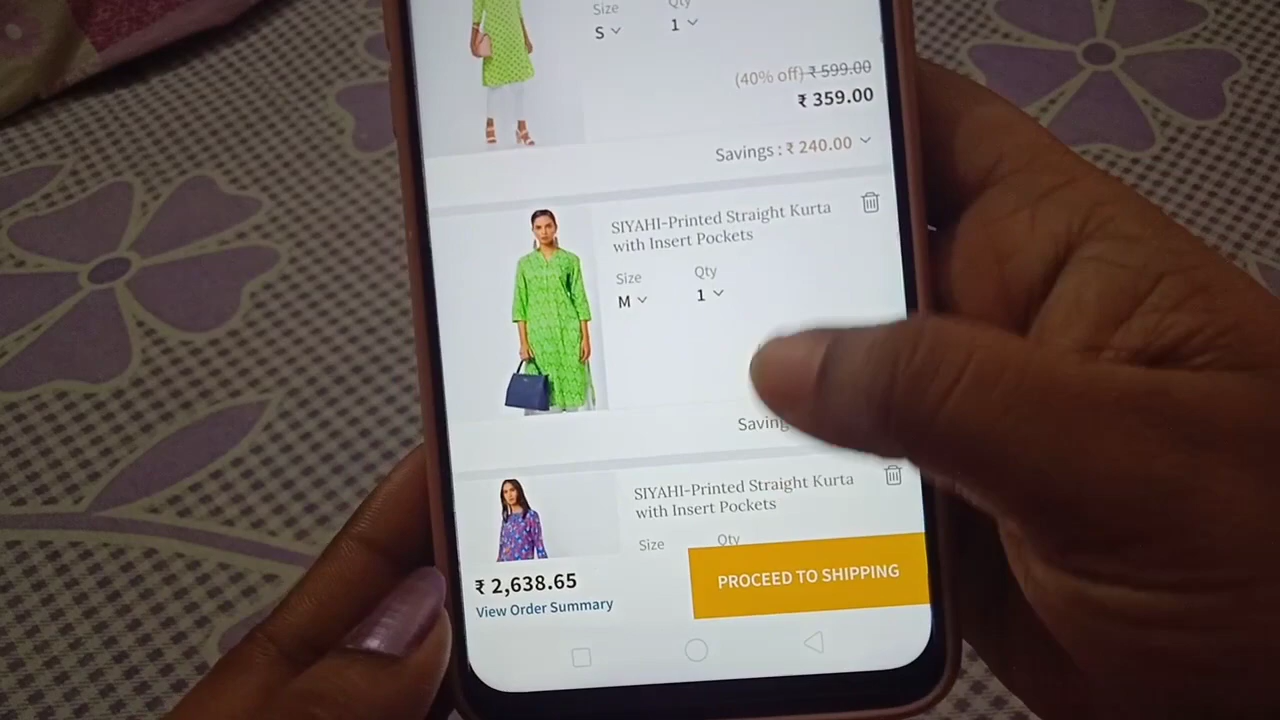 Size
Qty
S
1
(40% off) ₹ 599.00
₹ 359.00
Savings : ₹ 240.00
SIYAHI-Printed Straight Kurta
with Insert Pockets
Size
Qty
M
1
SIYAHI-Printed Straight Kurta
with Insert Pockets
Size
Qty
₹ 2,638.65
View Order Summary
PROCEED TO SHIPPING